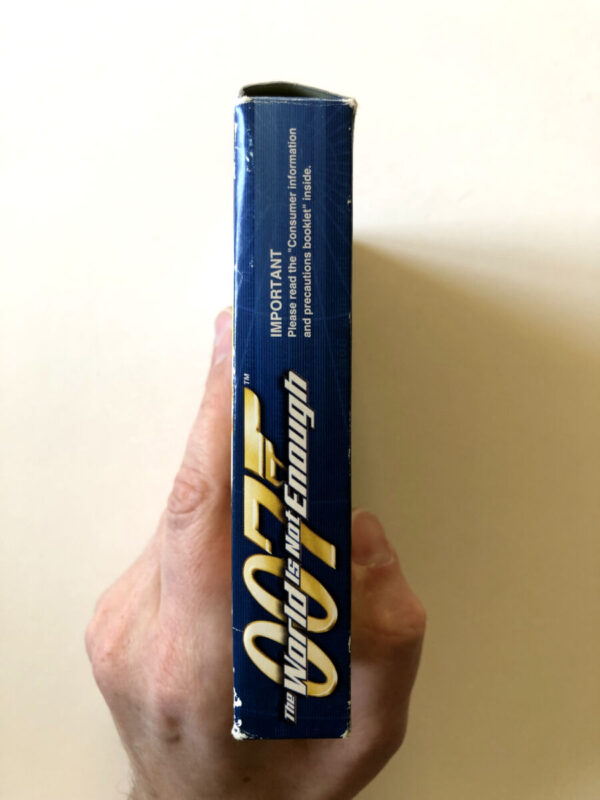 IMPORTANT
Please read the "Consumer information
and precautions booklet" inside.
007 TM
The World Is Not Enough